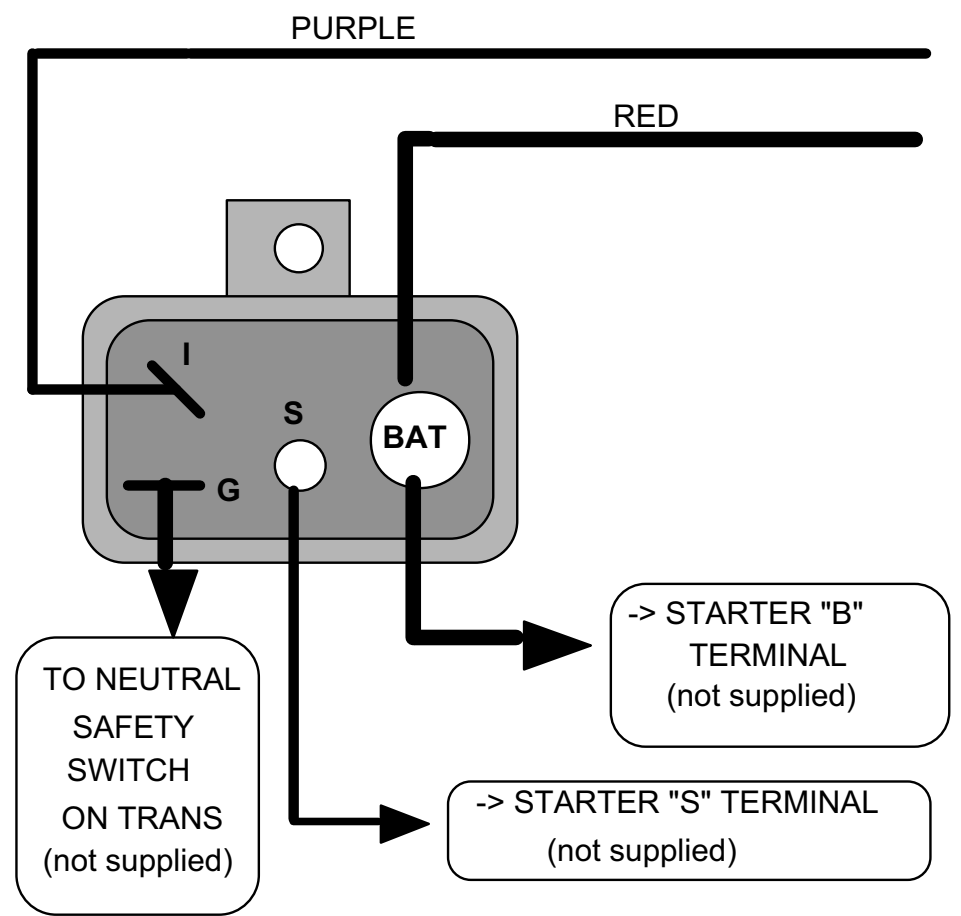 PURPLE
RED
I
S
BAT
G
-> STARTER "B"
TERMINAL
(not supplied)
TO NEUTRAL
SAFETY
SWITCH
ON TRANS
(not supplied)
-> STARTER "S" TERMINAL
(not supplied)